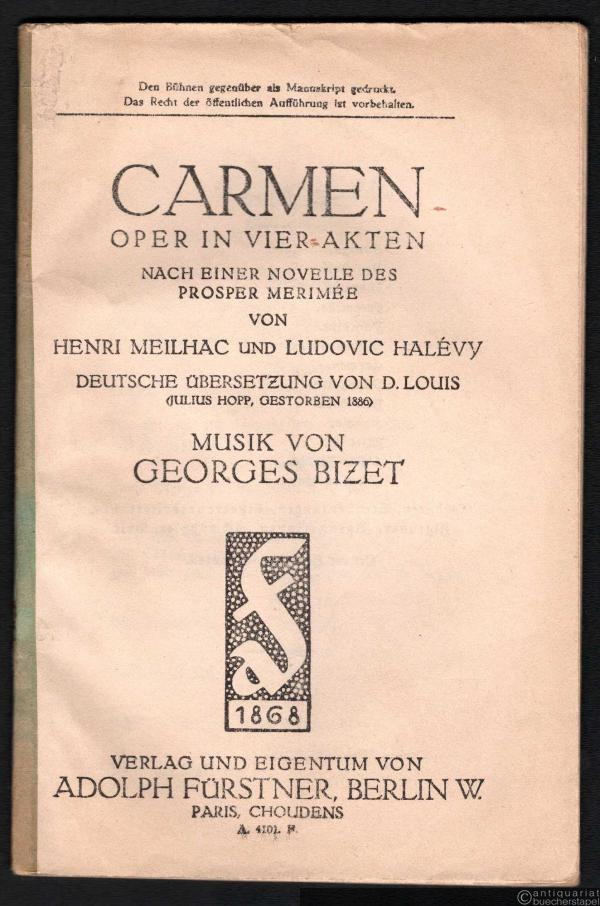 Den Bühnen gegenüber als Manuskript gedruckt.
Das Recht der öffentlichen Aufführung ist vorbehalten.
CARMEN
OPER IN VIER AKTEN
NACH EINER NOVELLE DES
PROSPER MERIMÉE
VON
HENRI MEILHAC UND LUDOVIC HALÉVY
DEUTSCHE ÜBERSETZUNG VON D. LOUIS
(JULIUS HOPP, GESTORBEN 1886)
MUSIK VON
GEORGES BIZET
aF
1868
VERLAG UND EIGENTUM VON
ADOLPH FÜRSTNER, BERLIN W.
PARIS, CHOUDENS
A. 4101. F.
antiquariat
buecherstapel